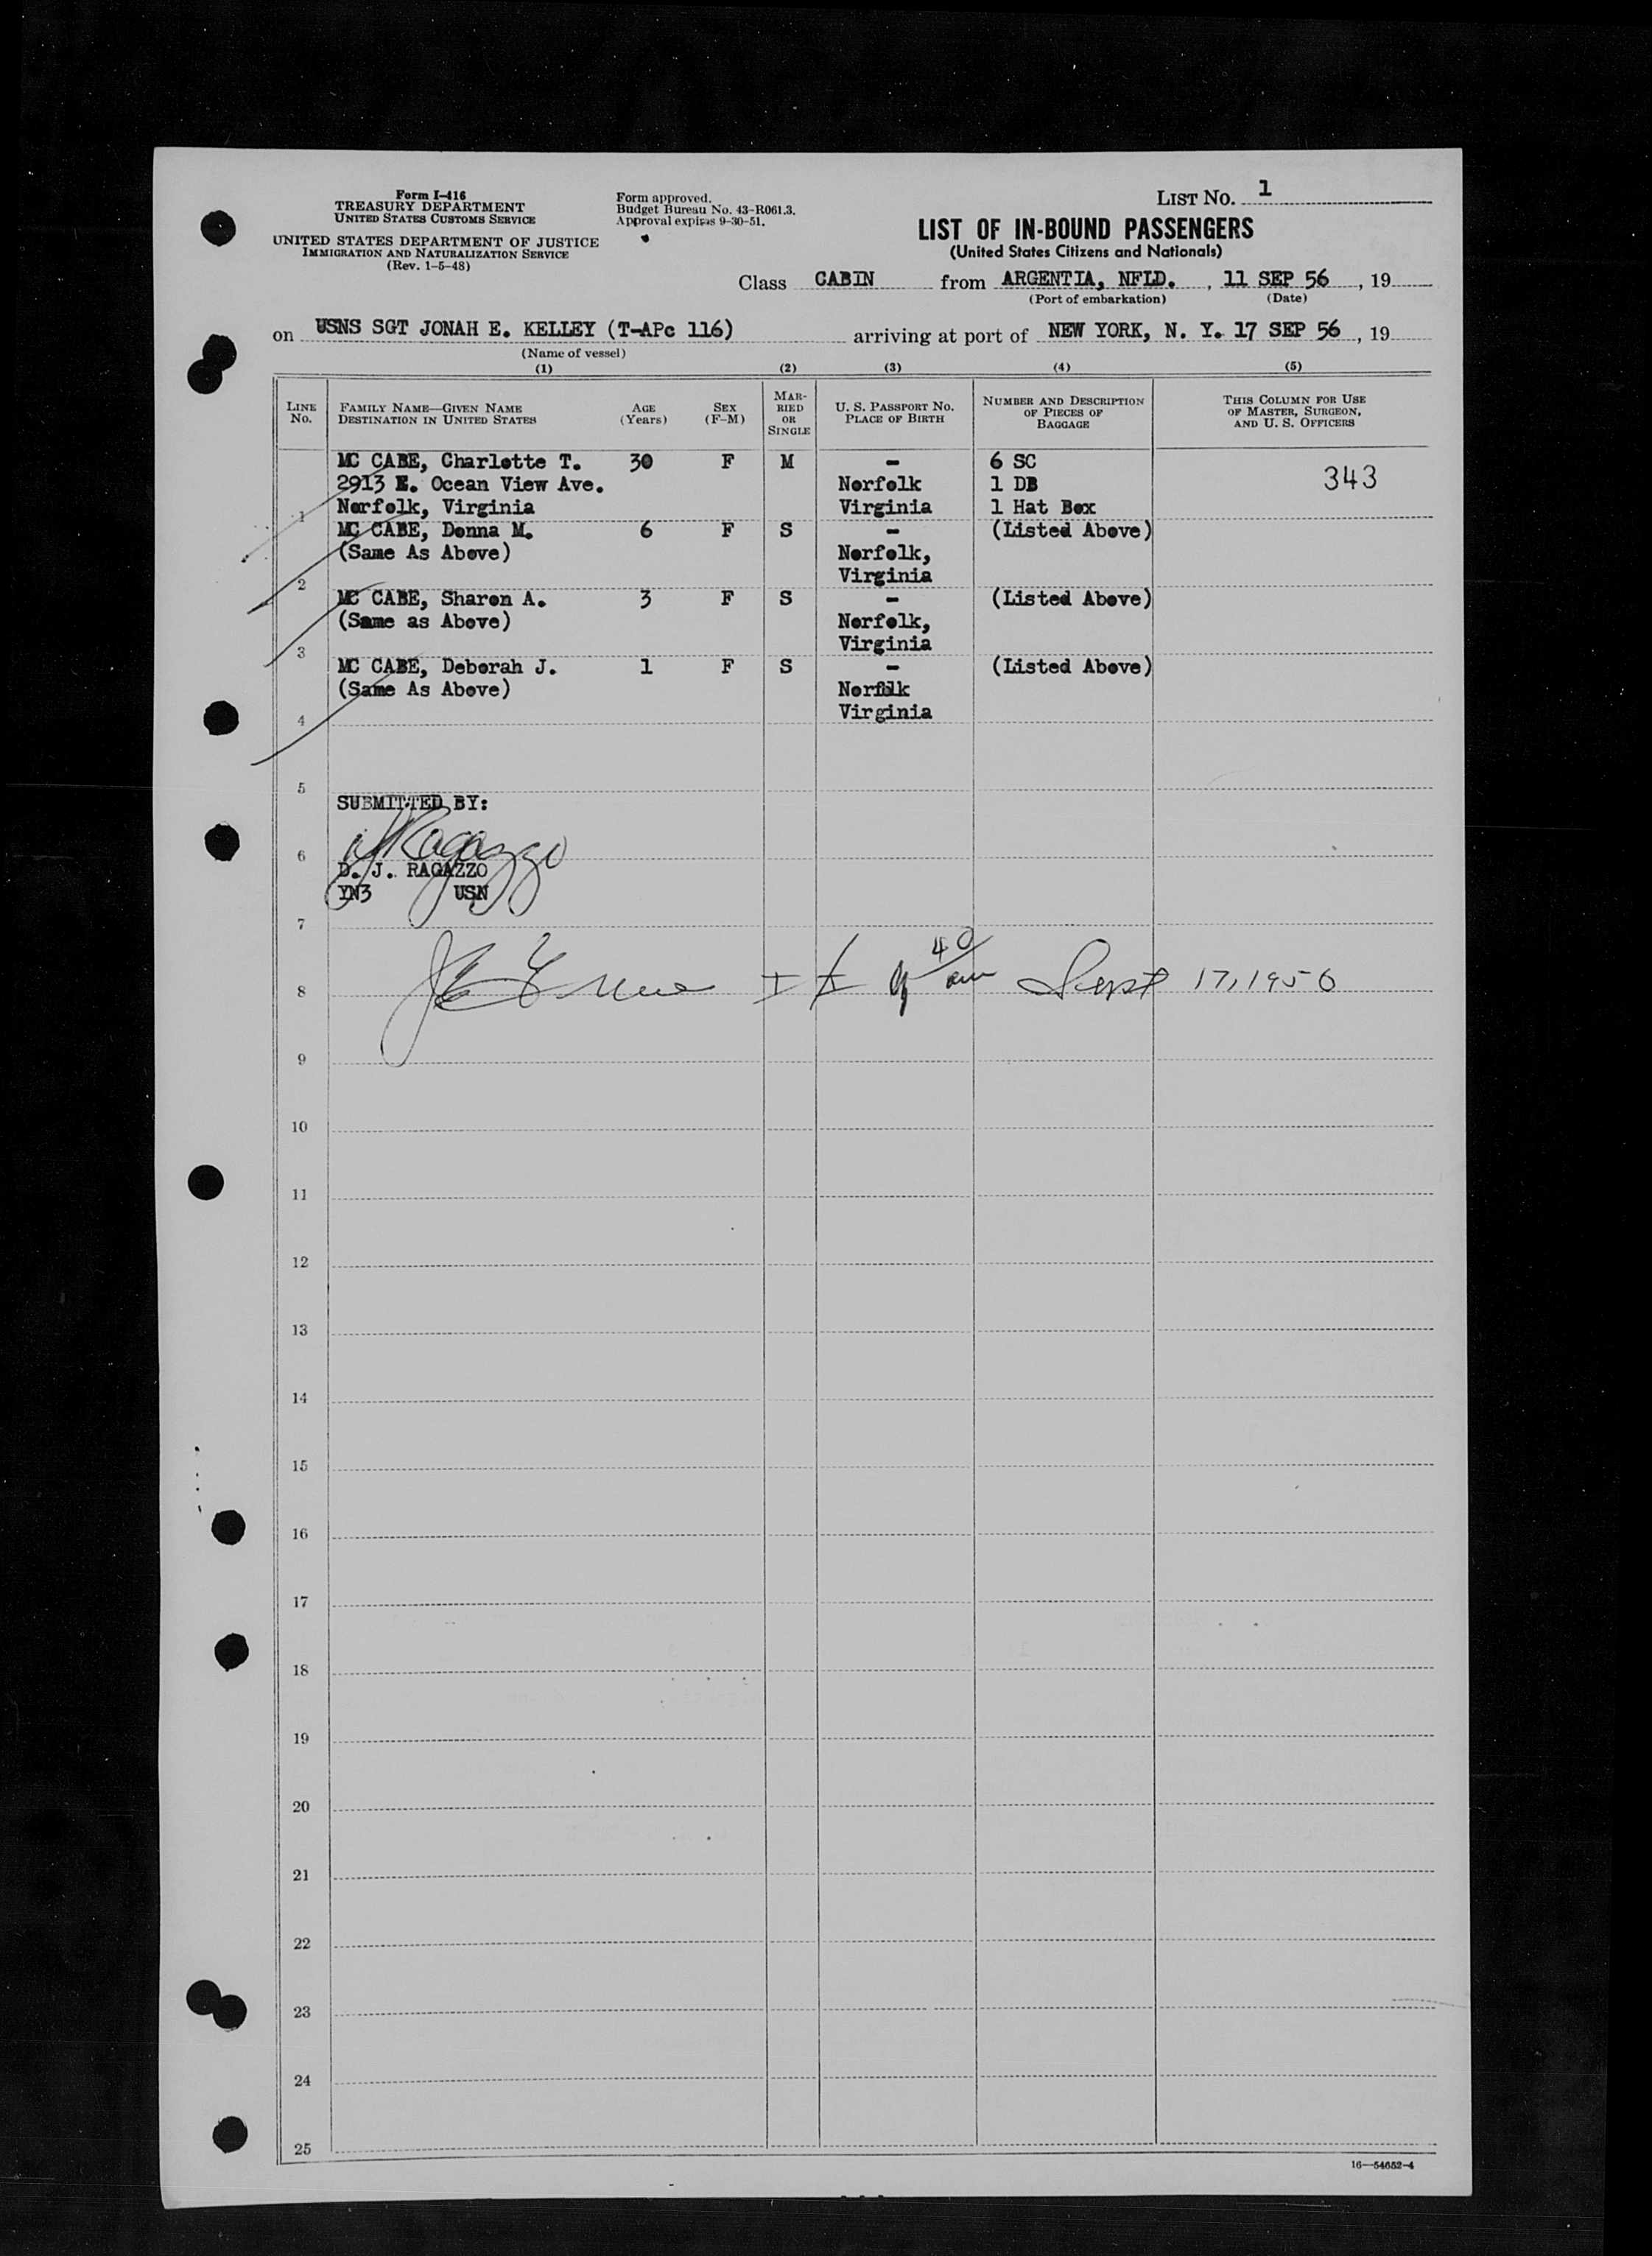 Form I-416
TREASURY DEPARTMENT
UNITED STATES CUSTOMS SERVICE
UNITED STATES DEPARTMENT OF JUSTICE
IMMIGRATION AND NATURALIZATION SERVICE
(Rev. 1-5-48)
Form approved.
Budget Bureau No. 43-R061.3.
Approval expires 9-30-51.
LIST NO. 1
LIST OF IN-BOUND PASSENGERS
(United States Citizens and Nationals)
Class CABIN from ARGENTIA, NFLD. , 11 SEP 56 , 19
(Port of embarkation) (Date)
on USNS SGT JONAH E. KELLEY (T-APc 116) arriving at port of NEW YORK, N. Y. 17 SEP 56 , 19
(Name of vessel)
(1) (2) (3) (4) (5)
LINE NO. FAMILY NAME—GIVEN NAME DESTINATION IN UNITED STATES AGE (Years) SEX (F-M) MARRIED OR SINGLE U. S. PASSPORT NO. PLACE OF BIRTH NUMBER AND DESCRIPTION OF PIECES OF BAGGAGE THIS COLUMN FOR USE OF MASTER, SURGEON, AND U. S. OFFICERS
MC CABE, Charlotte T. 30 F M - 6 SC 343
2913 E. Ocean View Ave. Norfolk 1 DB
1 Norfolk, Virginia Virginia 1 Hat Box
MC CABE, Donna M. 6 F S - (Listed Above)
(Same As Above) Norfolk,
2 Virginia
MC CABE, Sharon A. 3 F S - (Listed Above)
(Same as Above) Norfolk,
3 Virginia
MC CABE, Deborah J. 1 F S - (Listed Above)
(Same As Above) Norfolk
4 Virginia
5
SUBMITTED BY:
6 Ragazzo
D. J. RAGAZZO
YN3 USN
7
8 40 am Sept 17, 1956
9
10
11
12
13
14
15
16
17
18
19
20
21
22
23
24
25
16—54652-4